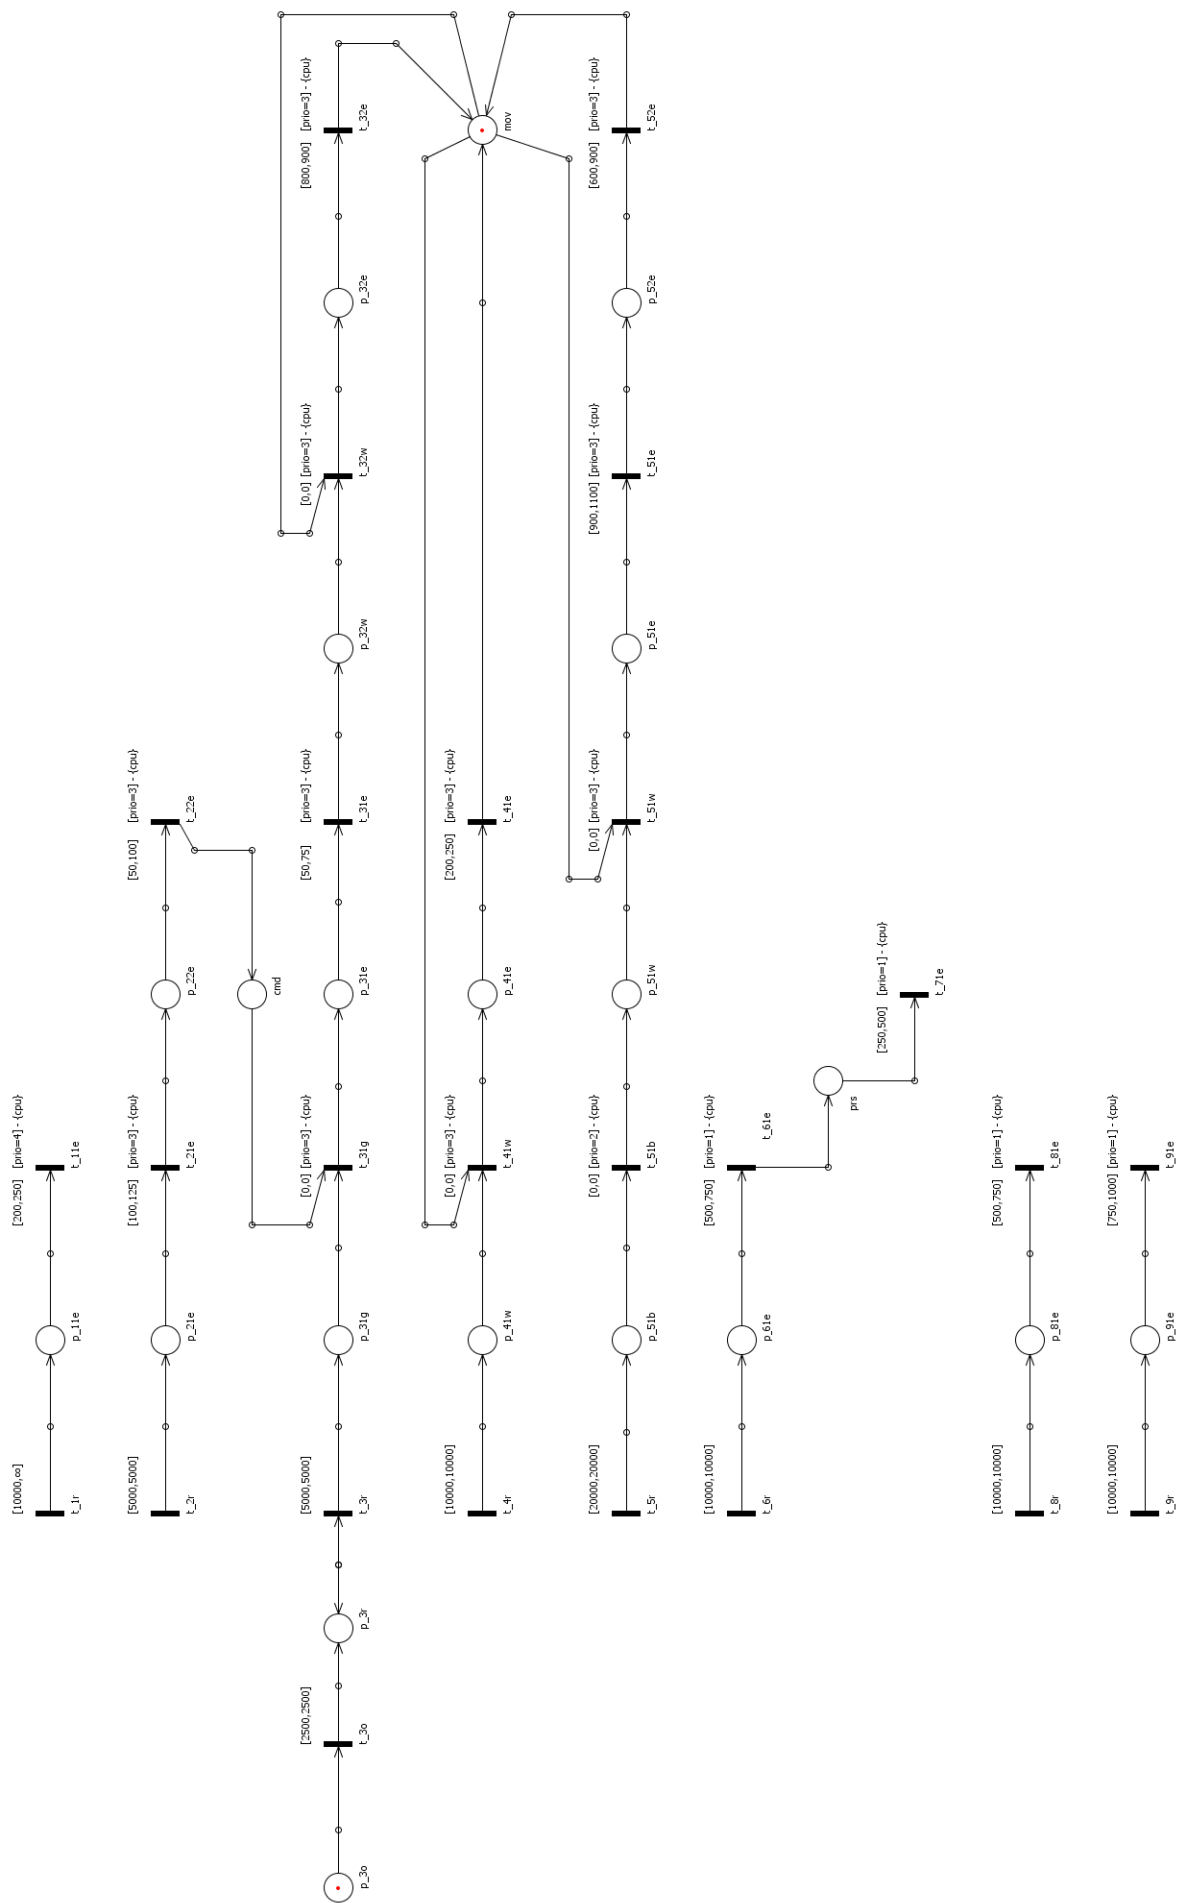 [10000,∞]
[200,250] [prio=4] - {cpu}
t_1r
p_11e
t_11e
[5000,5000]
[100,125] [prio=3] - {cpu}
[50,100] [prio=3] - {cpu}
t_2r
p_21e
t_21e
p_22e
t_22e
cmd
[2500,2500]
[5000,5000]
[0,0] [prio=3] - {cpu}
[50,75] [prio=3] - {cpu}
[0,0] [prio=3] - {cpu}
[800,900] [prio=3] - {cpu}
p_3o
t_3o
p_3r
t_3r
p_31g
t_31g
p_31e
t_31e
p_32w
t_32w
p_32e
t_32e
[10000,10000]
[0,0] [prio=3] - {cpu}
[200,250] [prio=3] - {cpu}
t_4r
p_41w
t_41w
p_41e
t_41e
mov
[20000,20000]
[0,0] [prio=2] - {cpu}
[0,0] [prio=3] - {cpu}
[900,1100] [prio=3] - {cpu}
[600,900] [prio=3] - {cpu}
t_5r
p_51b
t_51b
p_51w
t_51w
p_51e
t_51e
p_52e
t_52e
[10000,10000]
[500,750] [prio=1] - {cpu}
t_6r
p_61e
t_61e
prs
[250,500] [prio=1] - {cpu}
t_71e
[10000,10000]
[500,750] [prio=1] - {cpu}
t_8r
p_81e
t_81e
[10000,10000]
[750,1000] [prio=1] - {cpu}
t_9r
p_91e
t_91e